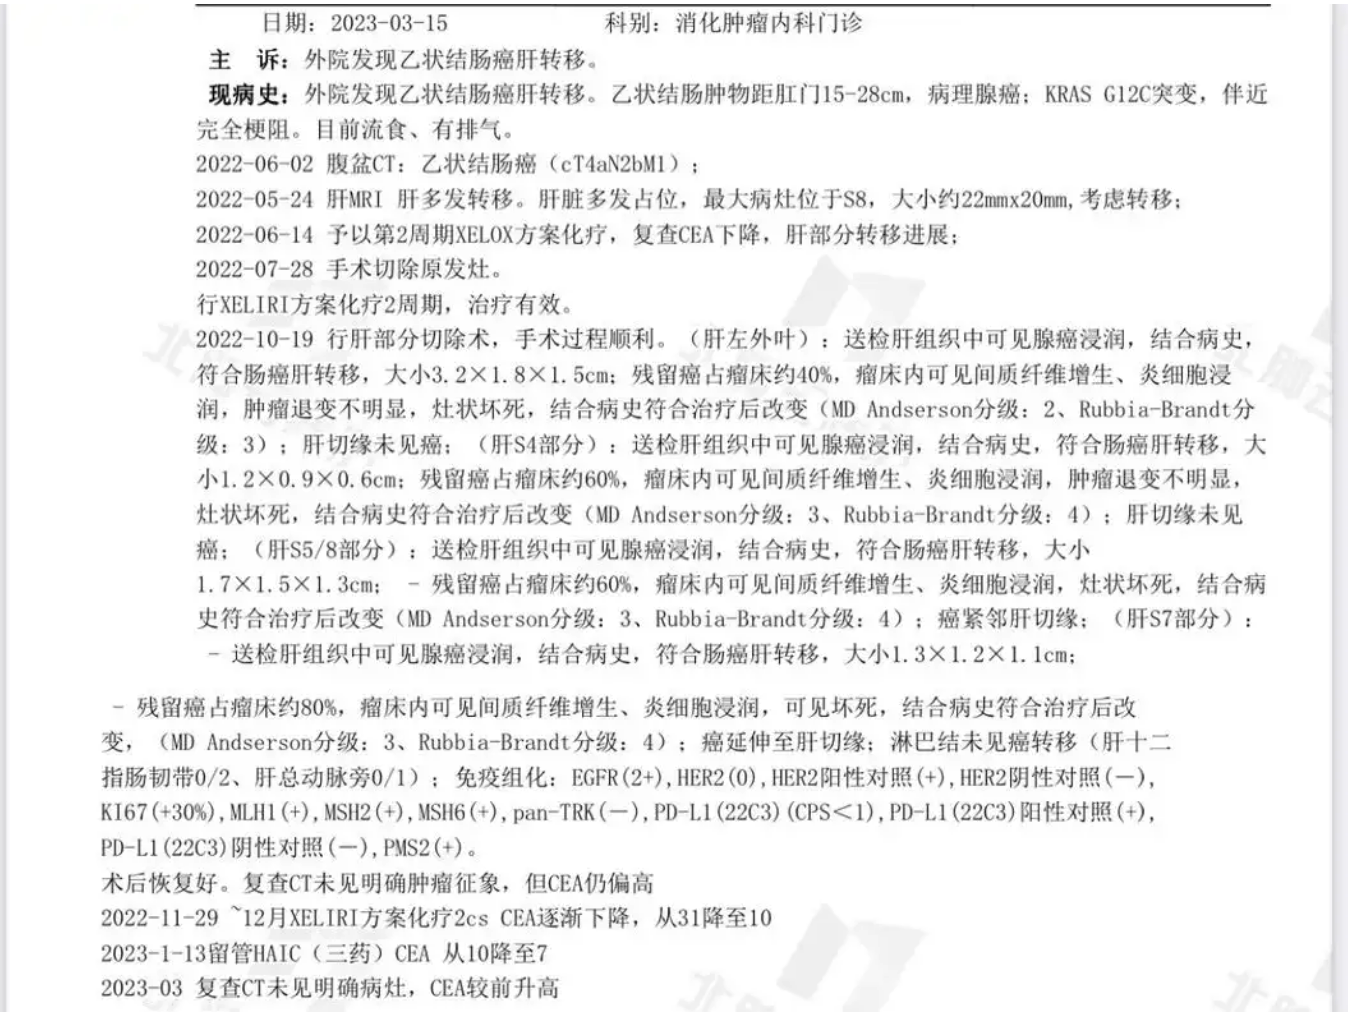 日期：2023-03-15 科别：消化肿瘤内科门诊
主 诉：外院发现乙状结肠癌肝转移。
现病史：外院发现乙状结肠癌肝转移。乙状结肠肿物距肛门15-28cm，病理腺癌；KRAS G12C突变，伴近
完全梗阻。目前流食、有排气。
2022-06-02 腹盆CT：乙状结肠癌（cT4aN2bM1）；
2022-05-24 肝MRI 肝多发转移。肝脏多发占位，最大病灶位于S8，大小约22mmx20mm,考虑转移；
2022-06-14 予以第2周期XELOX方案化疗，复查CEA下降，肝部分转移进展；
2022-07-28 手术切除原发灶。
行XELIRI方案化疗2周期，治疗有效。
2022-10-19 行肝部分切除术，手术过程顺利。（肝左外叶）：送检肝组织中可见腺癌浸润，结合病史，
符合肠癌肝转移，大小3.2×1.8×1.5cm；残留癌占瘤床约40%，瘤床内可见间质纤维增生、炎细胞浸
润，肿瘤退变不明显，灶状坏死，结合病史符合治疗后改变（MD Andserson分级：2、Rubbia-Brandt分
级：3）；肝切缘未见癌；（肝S4部分）：送检肝组织中可见腺癌浸润，结合病史，符合肠癌肝转移，大
小1.2×0.9×0.6cm；残留癌占瘤床约60%，瘤床内可见间质纤维增生、炎细胞浸润，肿瘤退变不明显，
灶状坏死，结合病史符合治疗后改变（MD Andserson分级：3、Rubbia-Brandt分级：4）；肝切缘未见
癌；（肝S5/8部分）：送检肝组织中可见腺癌浸润，结合病史，符合肠癌肝转移，大小
1.7×1.5×1.3cm； - 残留癌占瘤床约60%，瘤床内可见间质纤维增生、炎细胞浸润，灶状坏死，结合病
史符合治疗后改变（MD Andserson分级：3、Rubbia-Brandt分级：4）；癌紧邻肝切缘；（肝S7部分）：
- 送检肝组织中可见腺癌浸润，结合病史，符合肠癌肝转移，大小1.3×1.2×1.1cm；
- 残留癌占瘤床约80%，瘤床内可见间质纤维增生、炎细胞浸润，可见坏死，结合病史符合治疗后改
变，（MD Andserson分级：3、Rubbia-Brandt分级：4）；癌延伸至肝切缘；淋巴结未见癌转移（肝十二
指肠韧带0/2、肝总动脉旁0/1）；免疫组化：EGFR(2+),HER2(0),HER2阳性对照(+),HER2阴性对照(—),
KI67(+30%),MLH1(+),MSH2(+),MSH6(+),pan-TRK(—),PD-L1(22C3)(CPS＜1),PD-L1(22C3)阳性对照(+),
PD-L1(22C3)阴性对照(—),PMS2(+)。
术后恢复好。复查CT未见明确肿瘤征象，但CEA仍偏高
2022-11-29 ~12月XELIRI方案化疗2cs CEA逐渐下降，从31降至10
2023-1-13留管HAIC（三药）CEA 从10降至7
2023-03 复查CT未见明确病灶，CEA较前升高